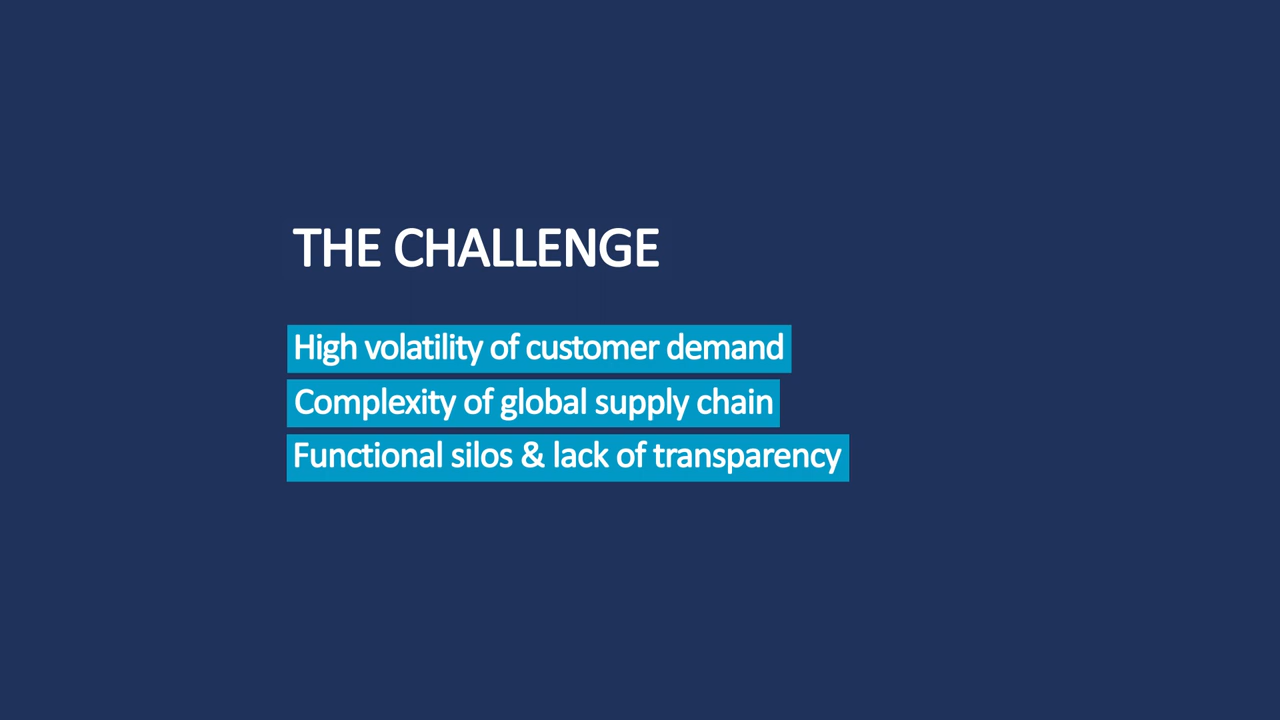 THE CHALLENGE
High volatility of customer demand
Complexity of global supply chain
Functional silos & lack of transparency